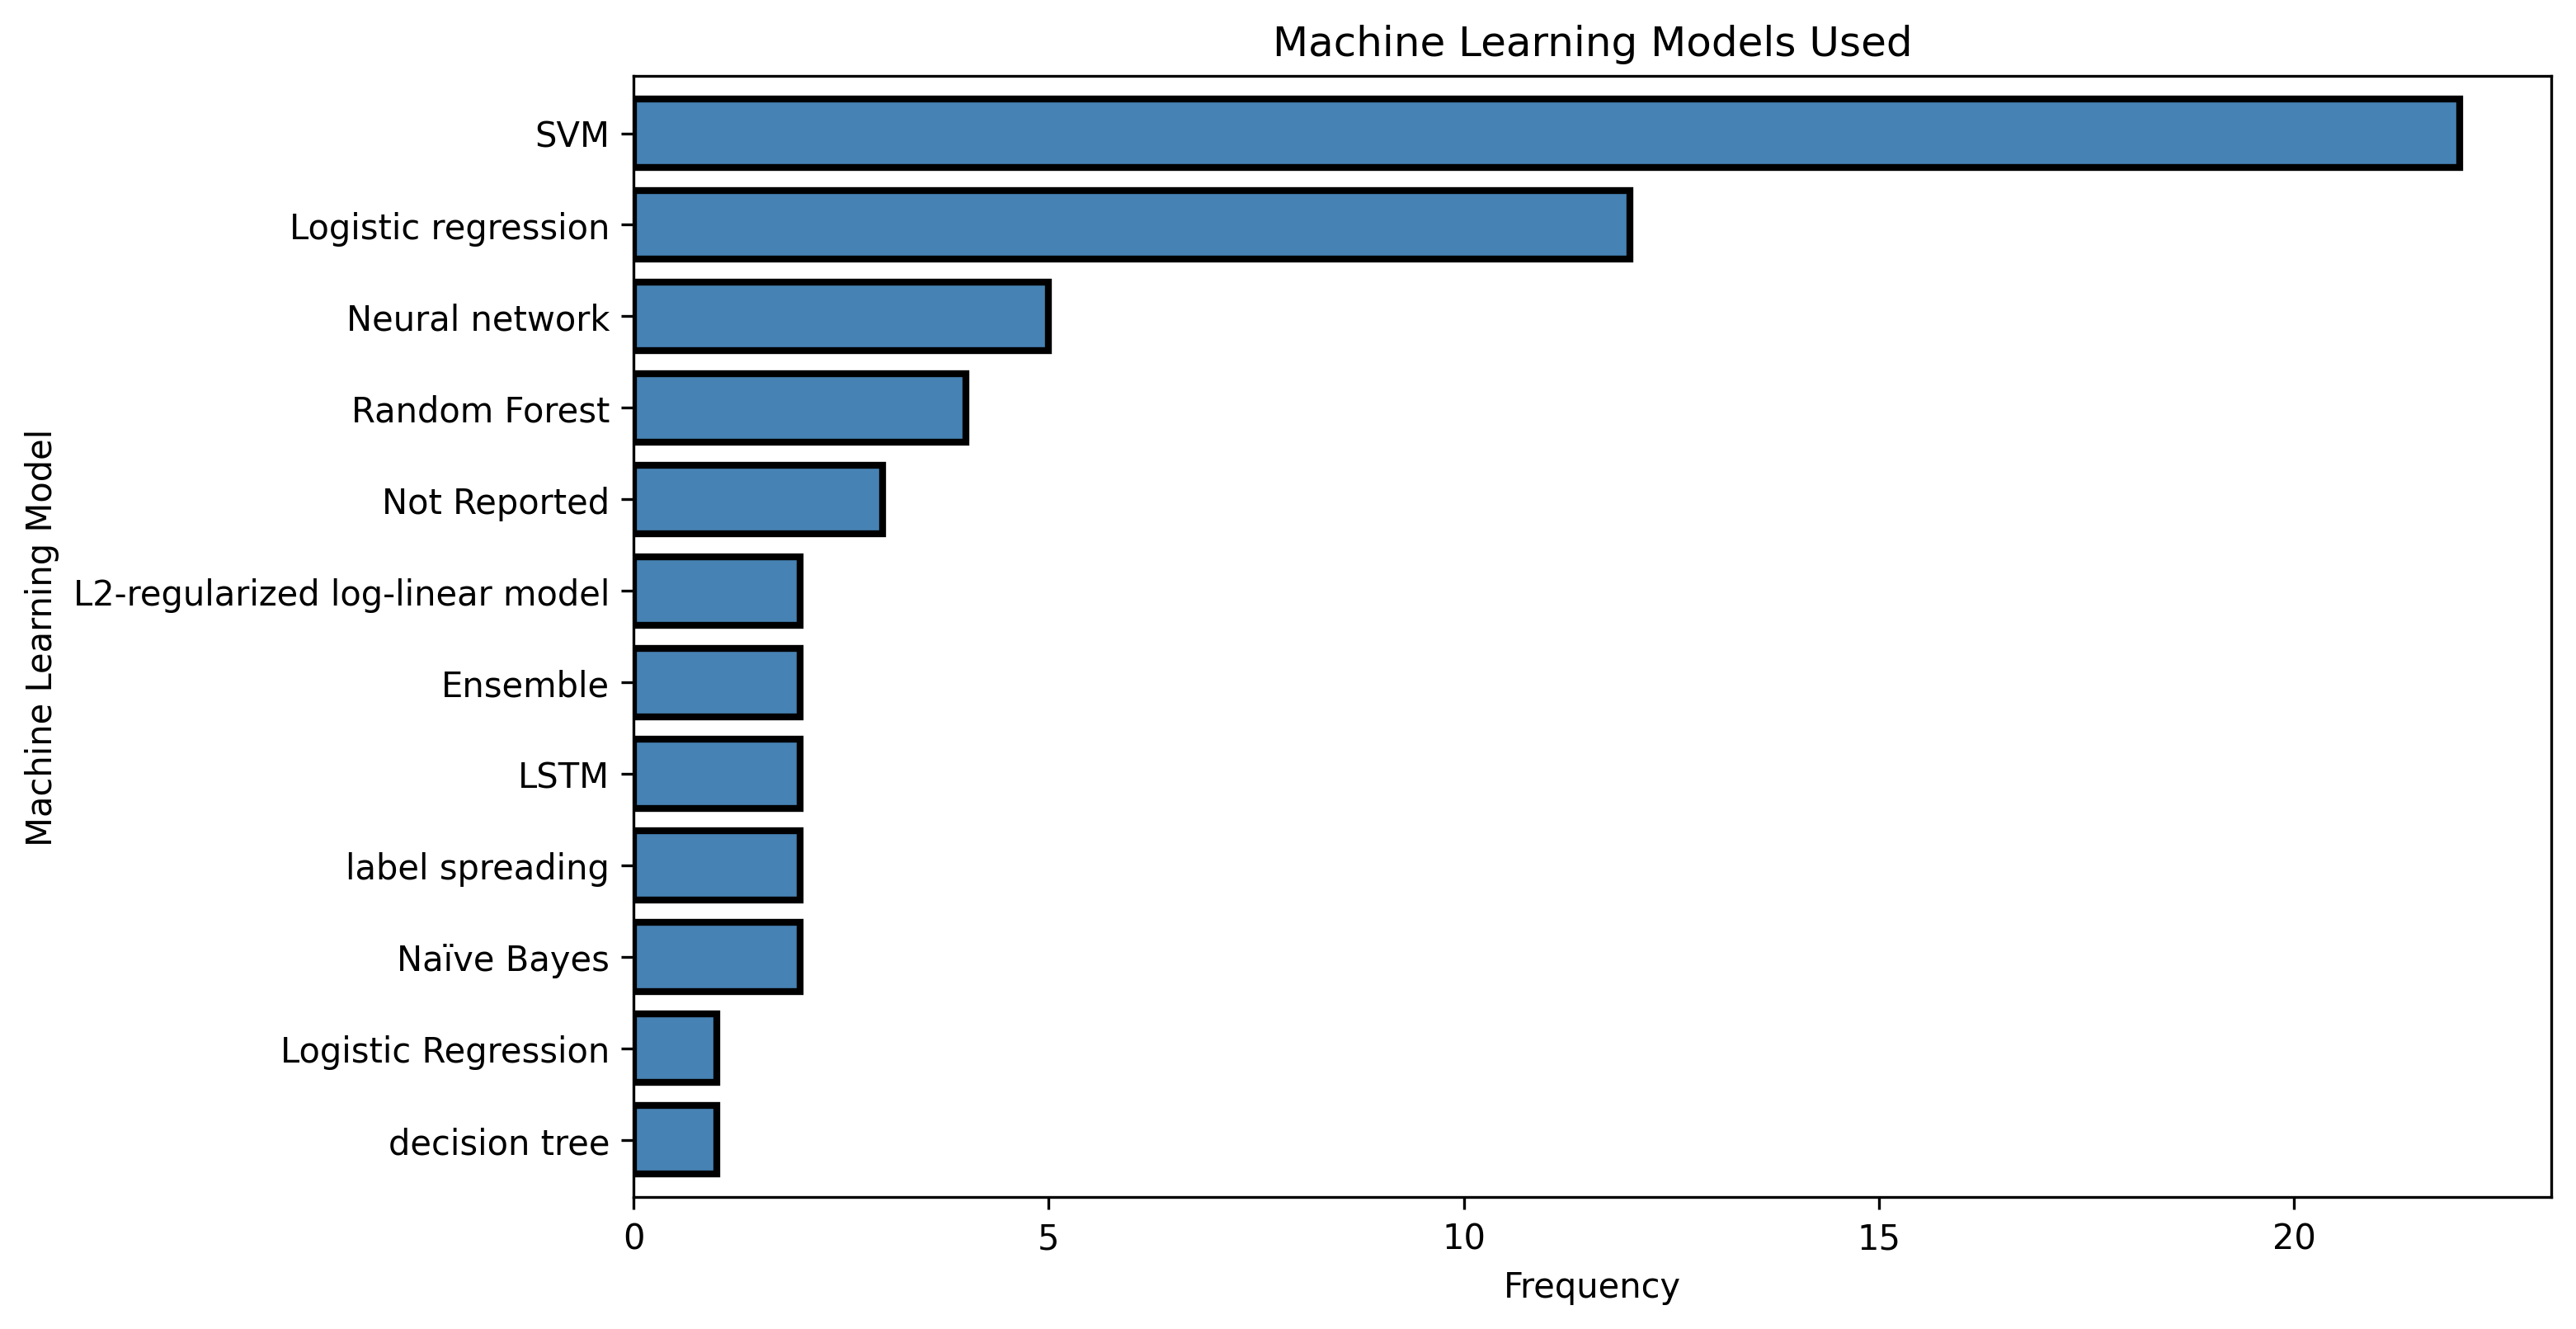 Machine Learning Models Used
Machine Learning Model
SVM
Logistic regression
Neural network
Random Forest
Not Reported
L2-regularized log-linear model
Ensemble
LSTM
label spreading
Naïve Bayes
Logistic Regression
decision tree
0 5 10 15 20
Frequency